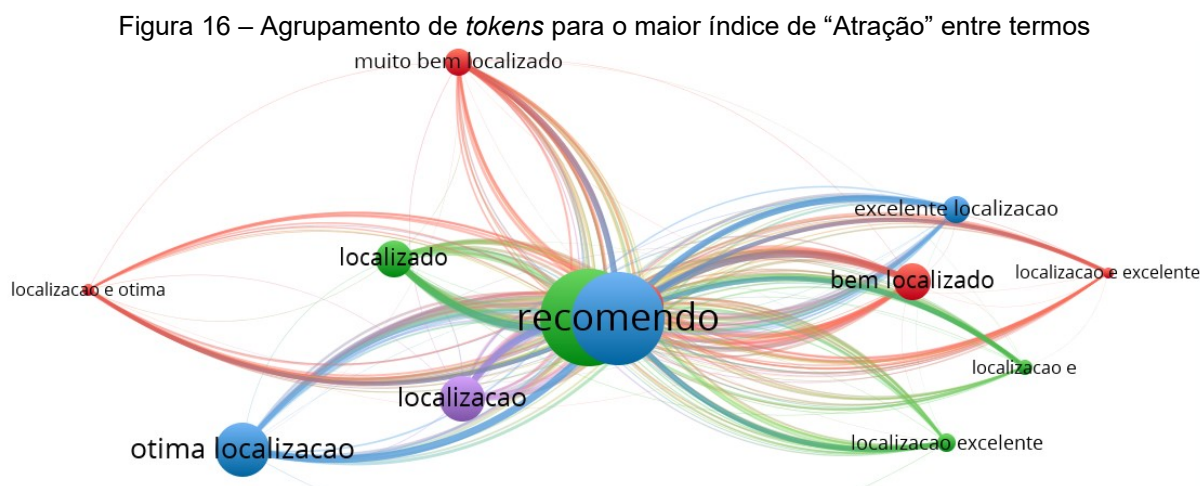 Figura 16 – Agrupamento de tokens para o maior índice de “Atração” entre termos
muito bem localizado
excelente localizacao
localizado
bem localizado
localizacao e excelente
localizacao e otima
recomendo
localizacao e
localizacao
otima localizacao
localizacao excelente